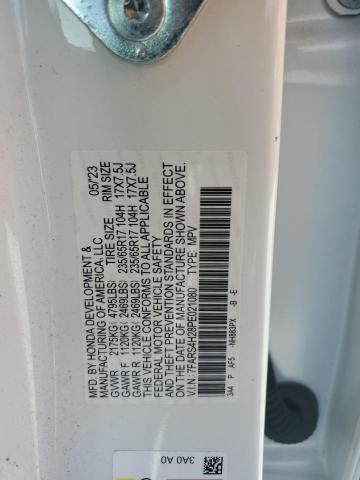 MFD. BY HONDA DEVELOPMENT & 05/23
MANUFACTURING OF AMERICA, LLC
TIRE SIZE RIM SIZE
GVWR 2175KG( 4795LBS)
GAWR F 1120KG( 2469LBS) 235/65R17 104H 17X7.5J
GAWR R 1120KG( 2469LBS) 235/65R17 104H 17X7.5J
THIS VEHICLE CONFORMS TO ALL APPLICABLE
FEDERAL MOTOR VEHICLE SAFETY, BUMPER,
AND THEFT PREVENTION STANDARDS IN EFFECT
ON THE DATE OF MANUFACTURE SHOWN ABOVE.
V.I.N.: 7FARS4H28PE021080 TYPE: MPV
3A4 P AF5 -NH883PX -B -E
3A0 A0